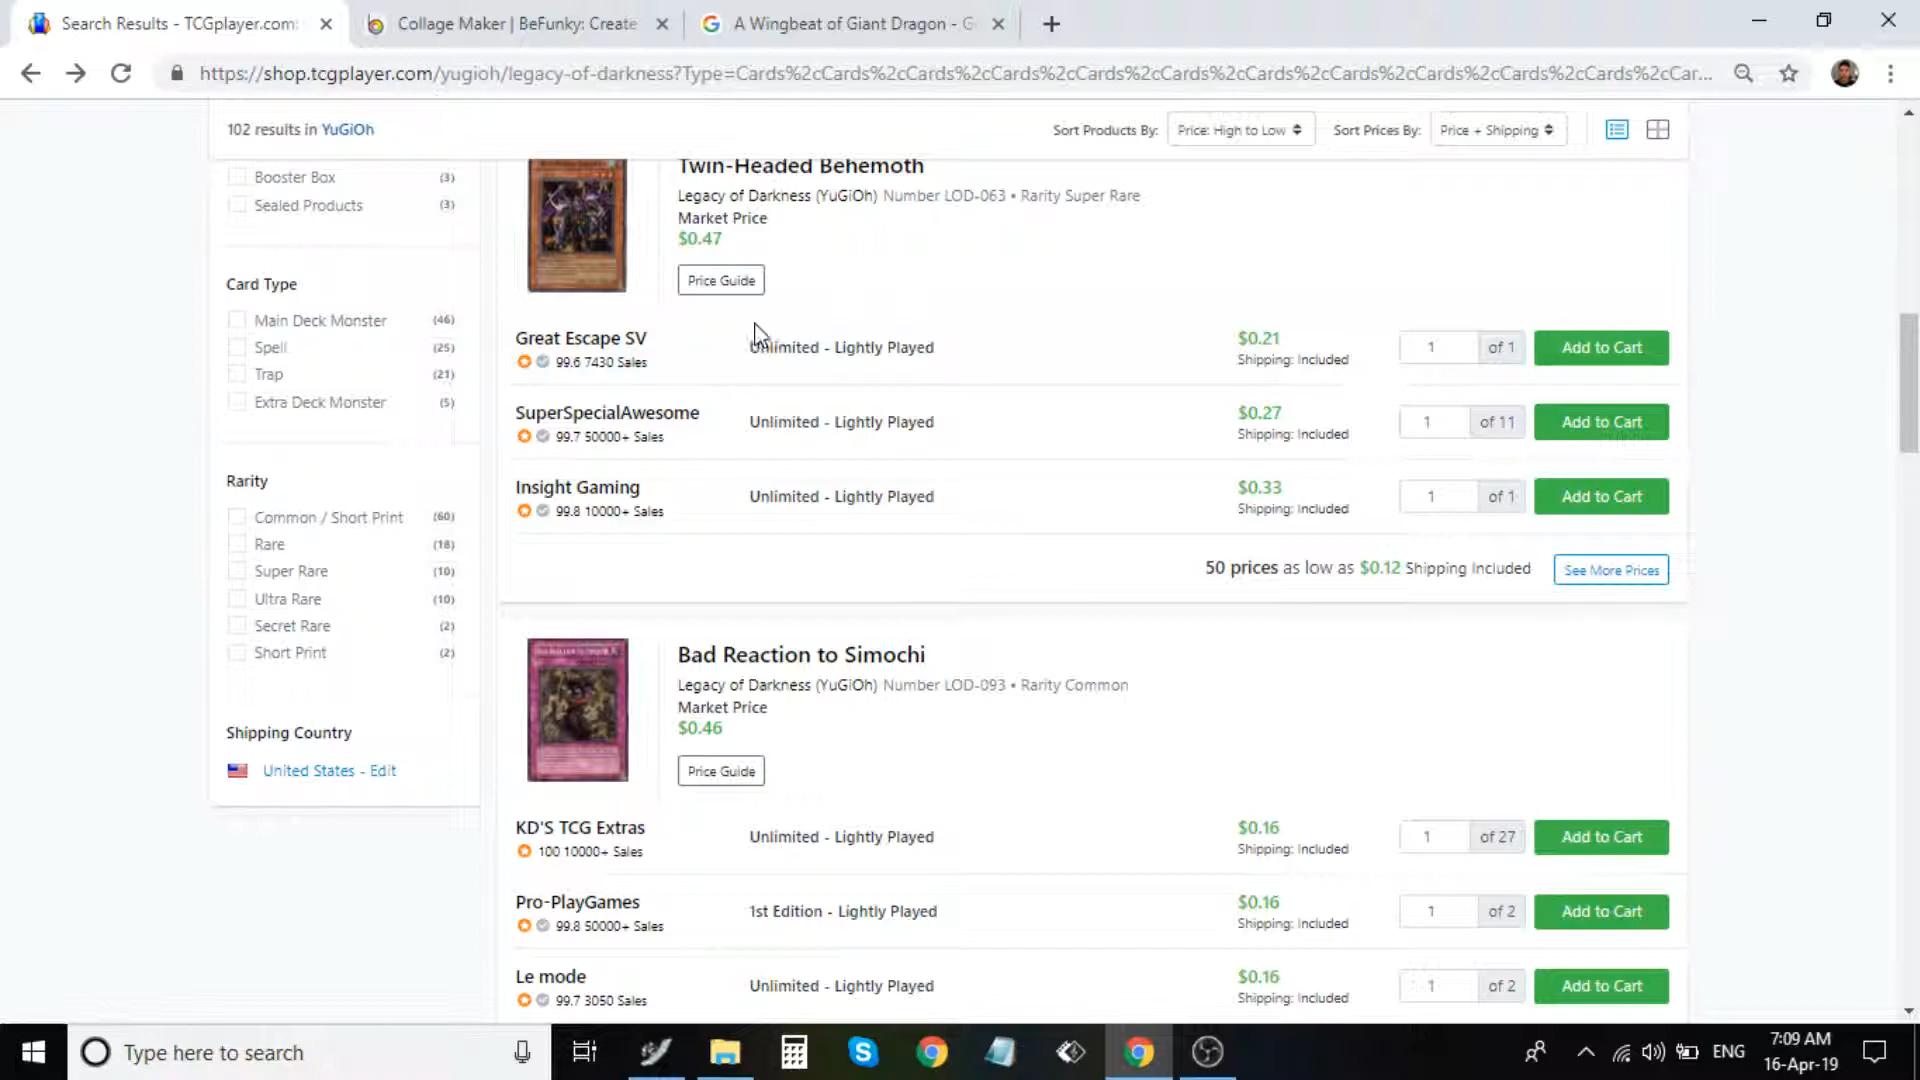 Search Results - TCGplayer.com:
Collage Maker | BeFunky: Create
A Wingbeat of Giant Dragon - G
https://shop.tcgplayer.com/yugioh/legacy-of-darkness?Type=Cards%2cCards%2cCards%2cCards%2cCards%2cCards%2cCards%2cCards%2cCards%2cCards%2cCards%2cCar...
102 results in YuGiOh
Sort Products By:
Price: High to Low
Sort Prices By:
Price + Shipping
Booster Box (3)
Sealed Products (3)
Card Type
Main Deck Monster (46)
Spell (25)
Trap (21)
Extra Deck Monster (5)
Rarity
Common / Short Print (60)
Rare (18)
Super Rare (10)
Ultra Rare (10)
Secret Rare (2)
Short Print (2)
Shipping Country
United States - Edit
Twin-Headed Behemoth
Legacy of Darkness (YuGiOh) Number LOD-063 • Rarity Super Rare
Market Price
$0.47
Price Guide
Great Escape SV
99.6 7430 Sales
Unlimited - Lightly Played
$0.21
Shipping: Included
1 of 1
Add to Cart
SuperSpecialAwesome
99.7 50000+ Sales
Unlimited - Lightly Played
$0.27
Shipping: Included
1 of 11
Add to Cart
Insight Gaming
99.8 10000+ Sales
Unlimited - Lightly Played
$0.33
Shipping: Included
1 of 1
Add to Cart
50 prices as low as $0.12 Shipping Included
See More Prices
Bad Reaction to Simochi
Legacy of Darkness (YuGiOh) Number LOD-093 • Rarity Common
Market Price
$0.46
Price Guide
KD'S TCG Extras
100 10000+ Sales
Unlimited - Lightly Played
$0.16
Shipping: Included
1 of 27
Add to Cart
Pro-PlayGames
99.8 50000+ Sales
1st Edition - Lightly Played
$0.16
Shipping: Included
1 of 2
Add to Cart
Le mode
99.7 3050 Sales
Unlimited - Lightly Played
$0.16
Shipping: Included
1 of 2
Add to Cart
Type here to search
ENG
7:09 AM
16-Apr-19